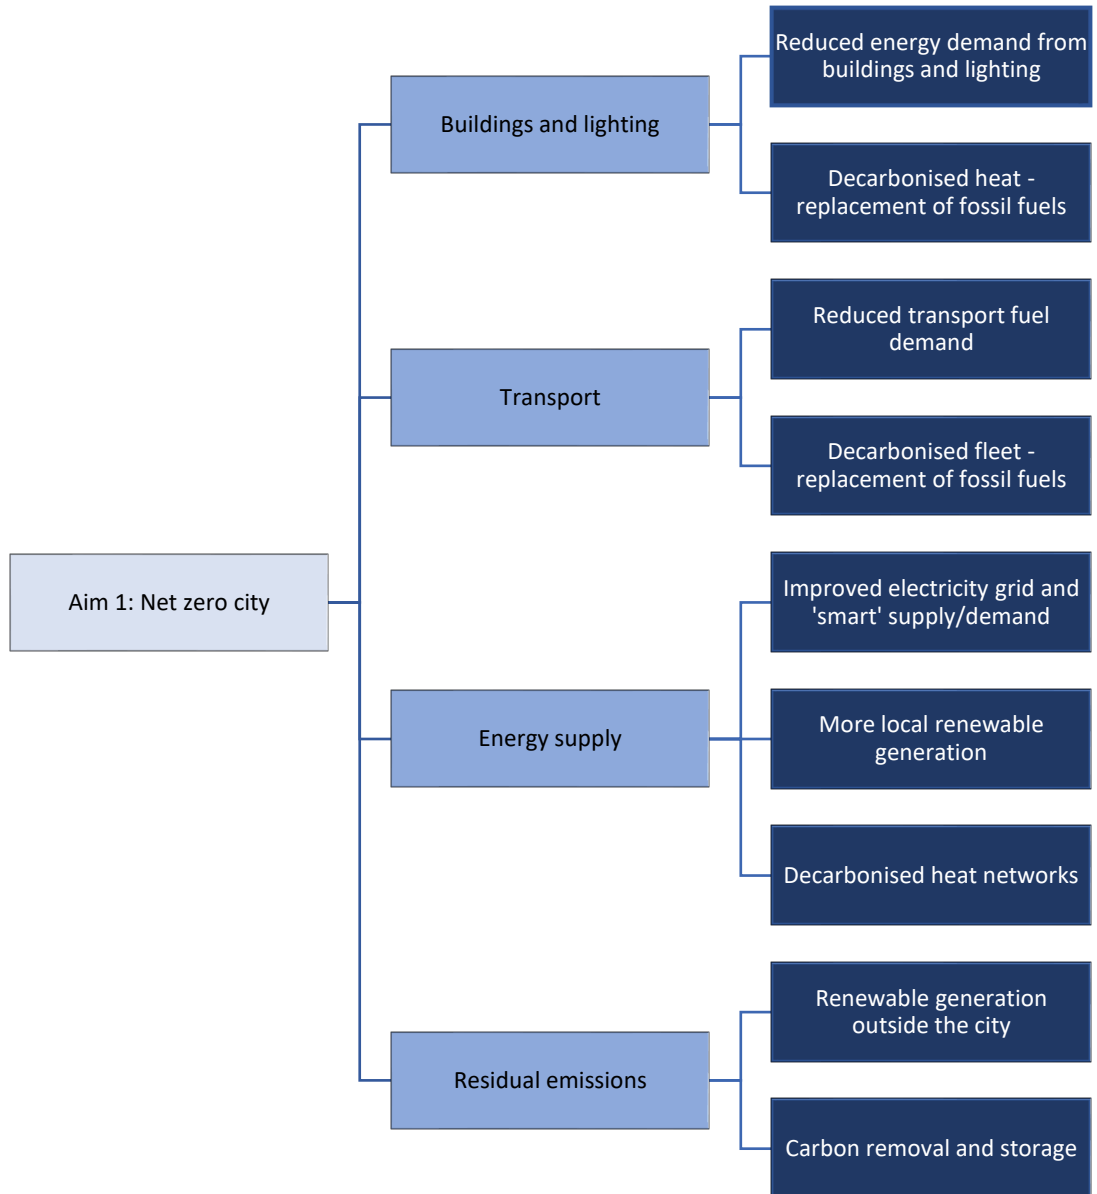 Reduced energy demand from
buildings and lighting
Buildings and lighting
Decarbonised heat -
replacement of fossil fuels
Reduced transport fuel
demand
Transport
Decarbonised fleet -
replacement of fossil fuels
Aim 1: Net zero city
Improved electricity grid and
'smart' supply/demand
Energy supply
More local renewable
generation
Decarbonised heat networks
Renewable generation
outside the city
Residual emissions
Carbon removal and storage